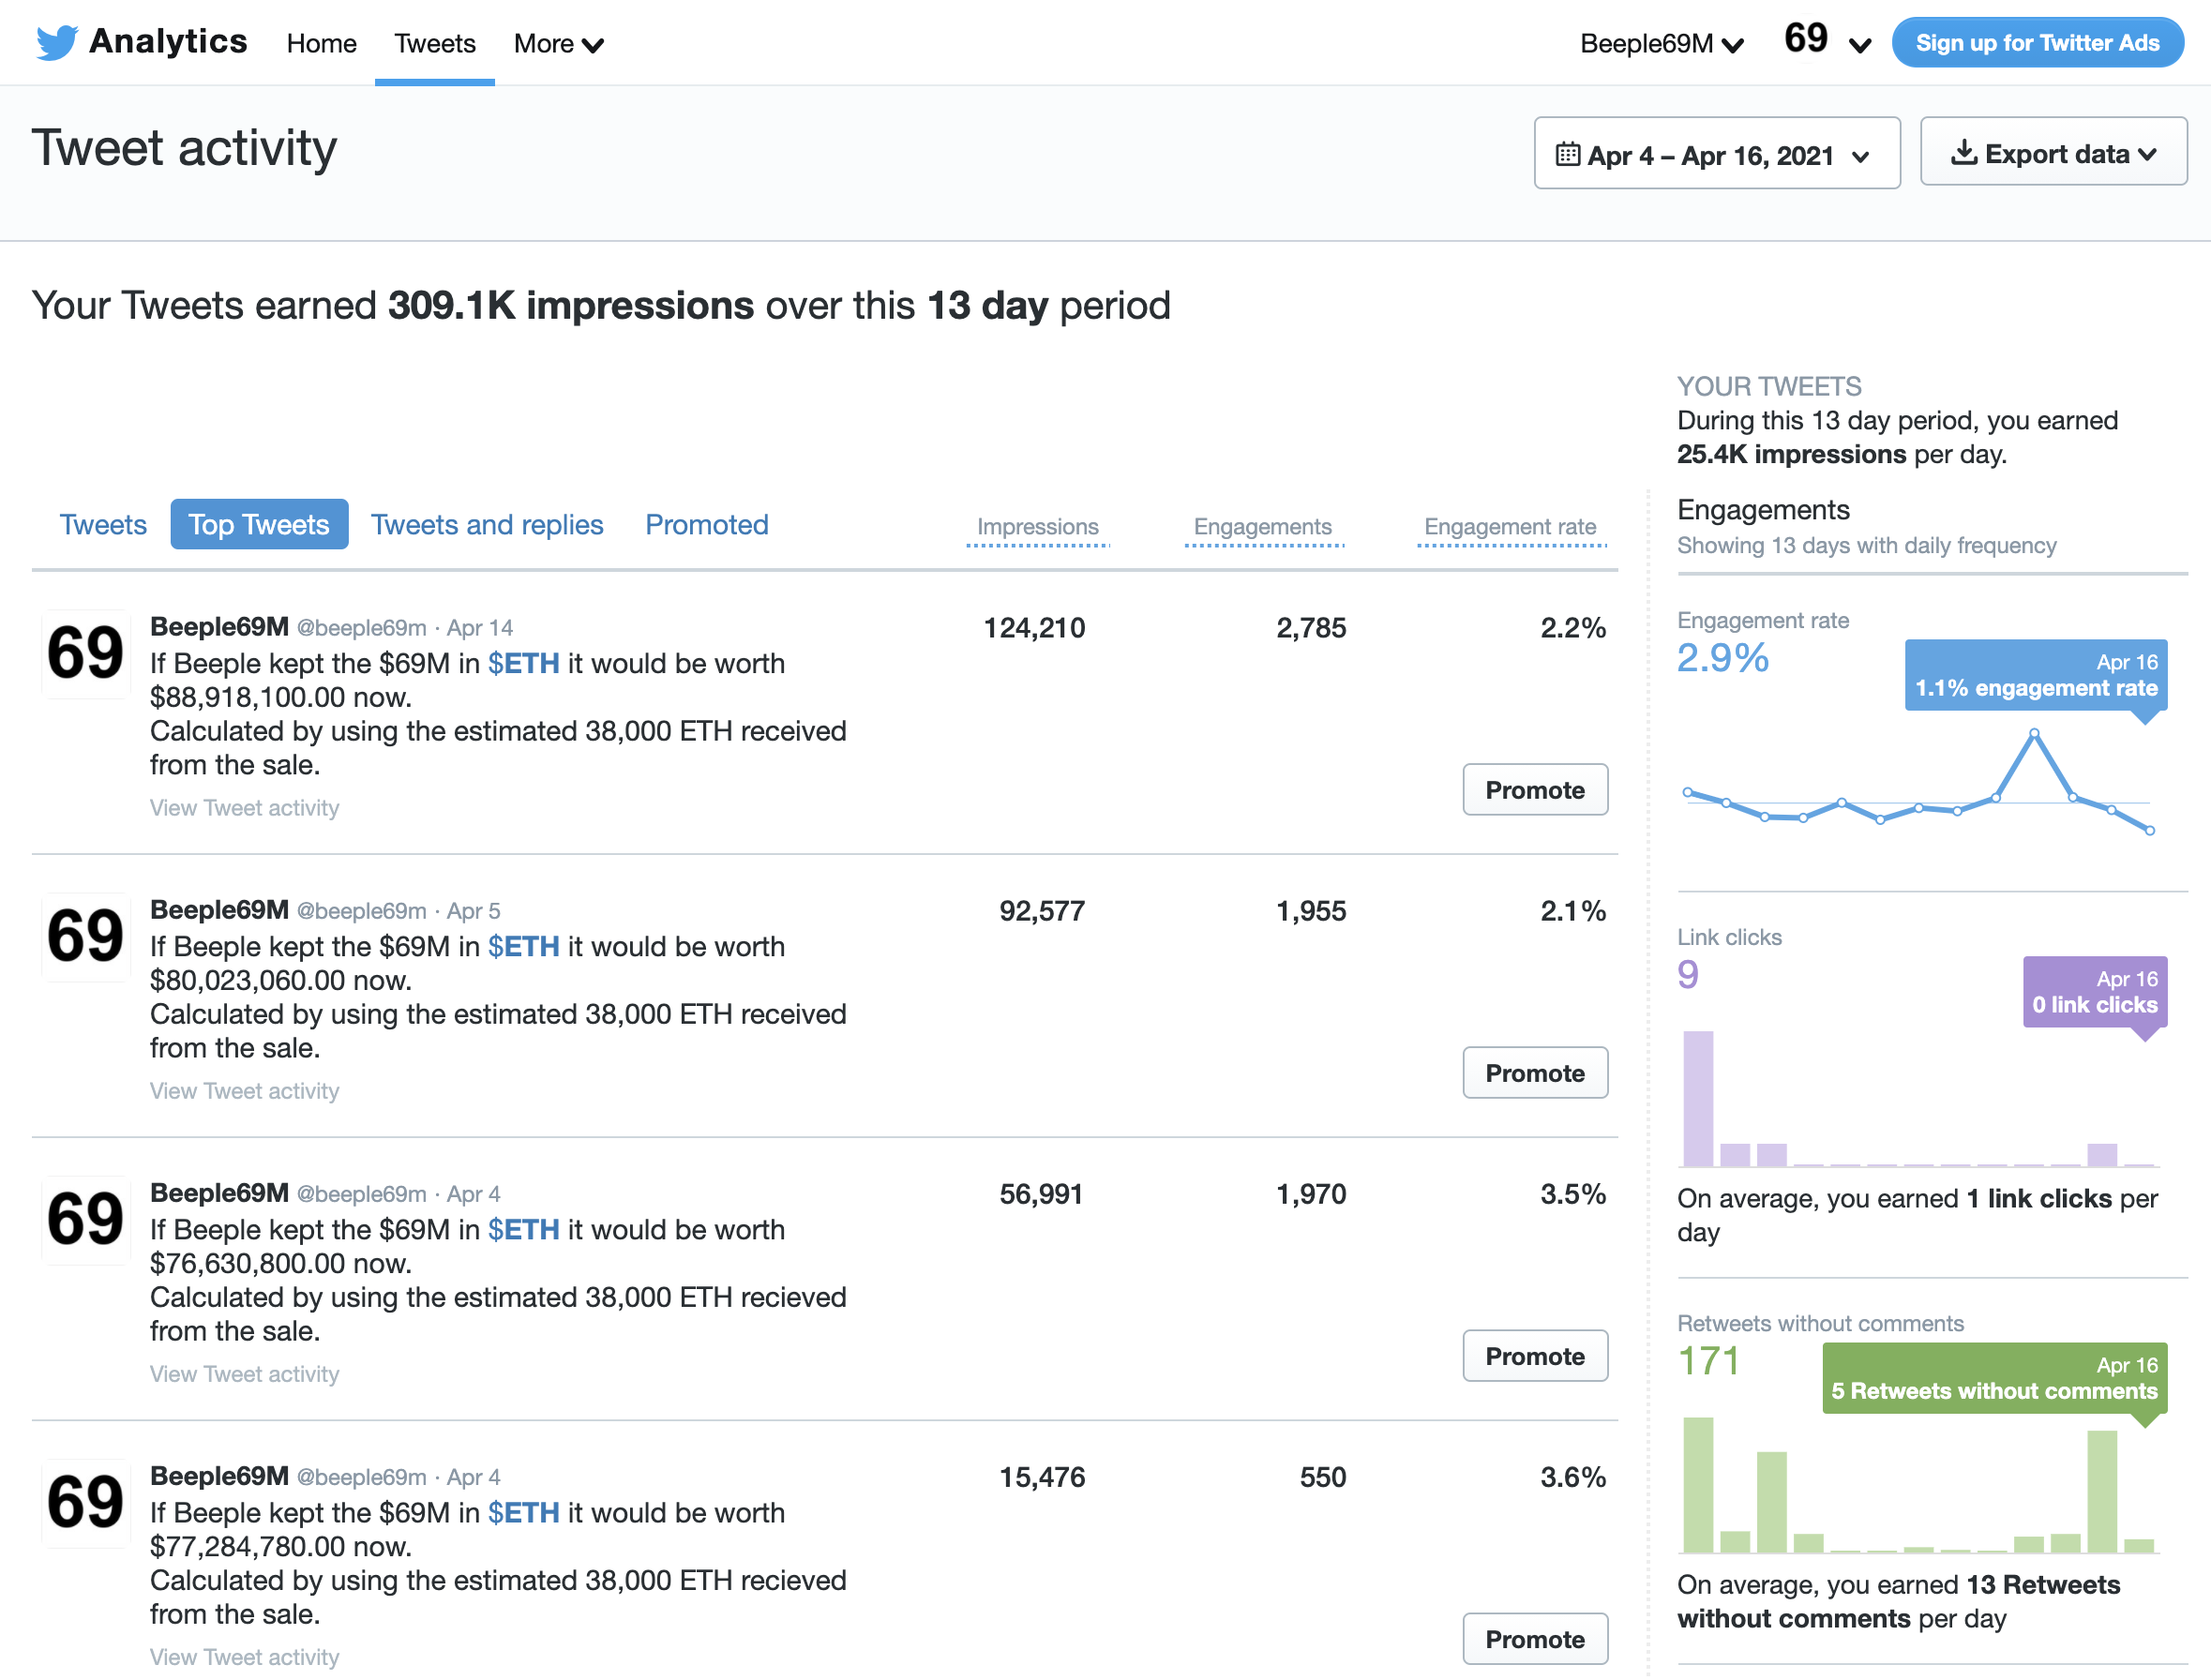 Analytics Home Tweets More Beeple69M 69 Sign up for Twitter Ads
Tweet activity
Apr 4 – Apr 16, 2021 Export data
Your Tweets earned 309.1K impressions over this 13 day period
Tweets Top Tweets Tweets and replies Promoted Impressions Engagements Engagement rate
69
Beeple69M @beeple69m · Apr 14 124,210 2,785 2.2%
If Beeple kept the $69M in $ETH it would be worth
$88,918,100.00 now.
Calculated by using the estimated 38,000 ETH received
from the sale.
View Tweet activity
Promote
69
Beeple69M @beeple69m · Apr 5 92,577 1,955 2.1%
If Beeple kept the $69M in $ETH it would be worth
$80,023,060.00 now.
Calculated by using the estimated 38,000 ETH received
from the sale.
View Tweet activity
Promote
69
Beeple69M @beeple69m · Apr 4 56,991 1,970 3.5%
If Beeple kept the $69M in $ETH it would be worth
$76,630,800.00 now.
Calculated by using the estimated 38,000 ETH recieved
from the sale.
View Tweet activity
Promote
69
Beeple69M @beeple69m · Apr 4 15,476 550 3.6%
If Beeple kept the $69M in $ETH it would be worth
$77,284,780.00 now.
Calculated by using the estimated 38,000 ETH recieved
from the sale.
View Tweet activity
Promote
YOUR TWEETS
During this 13 day period, you earned
25.4K impressions per day.
Engagements
Showing 13 days with daily frequency
Engagement rate
2.9%
Apr 16
1.1% engagement rate
Link clicks
9
Apr 16
0 link clicks
On average, you earned 1 link clicks per
day
Retweets without comments
171
Apr 16
5 Retweets without comments
On average, you earned 13 Retweets
without comments per day